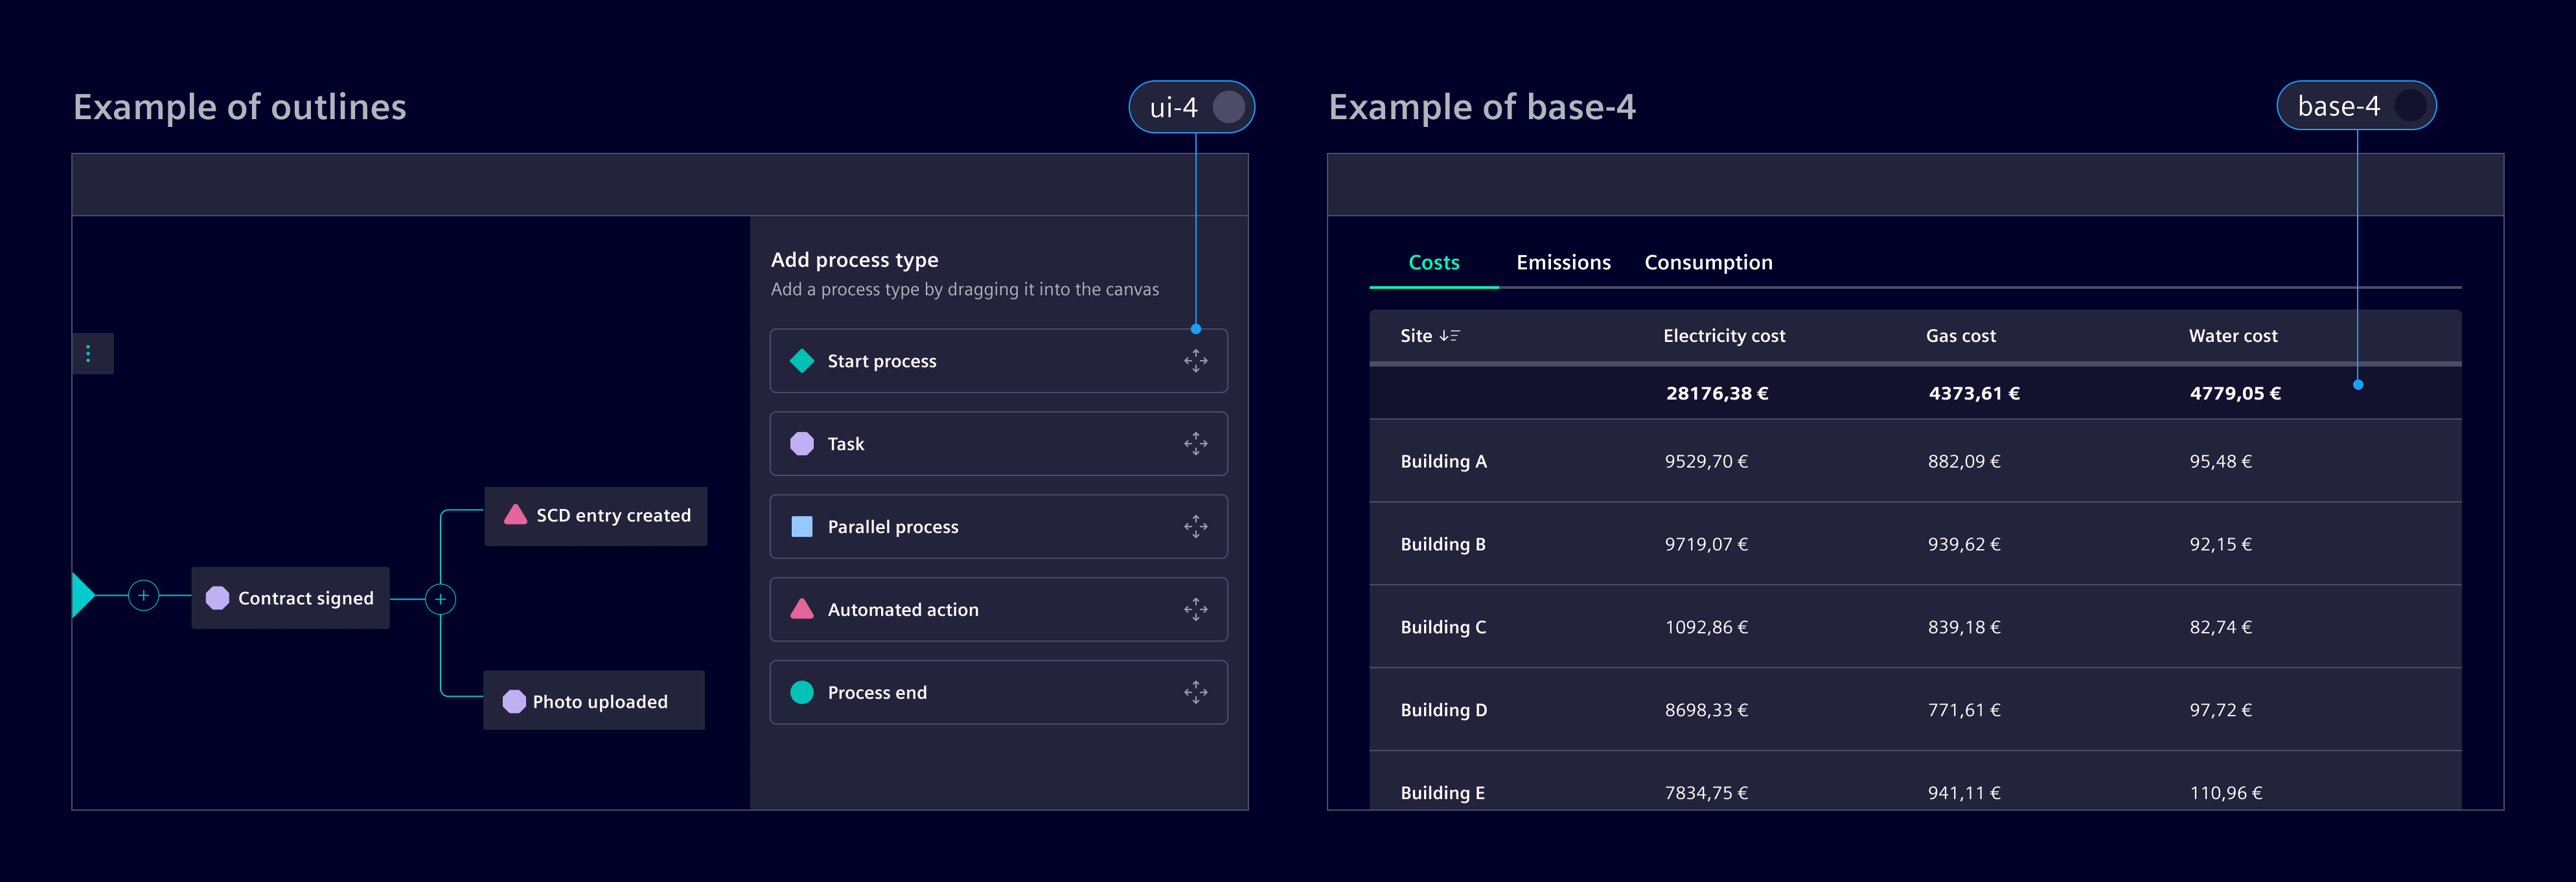 Example of outlines
ui-4
Add process type
Add a process type by dragging it into the canvas
Start process
Task
Parallel process
Automated action
Process end
SCD entry created
Contract signed
Photo uploaded
Example of base-4
base-4
Costs Emissions Consumption
Site Electricity cost Gas cost Water cost
28176,38 € 4373,61 € 4779,05 €
Building A 9529,70 € 882,09 € 95,48 €
Building B 9719,07 € 939,62 € 92,15 €
Building C 1092,86 € 839,18 € 82,74 €
Building D 8698,33 € 771,61 € 97,72 €
Building E 7834,75 € 941,11 € 110,96 €